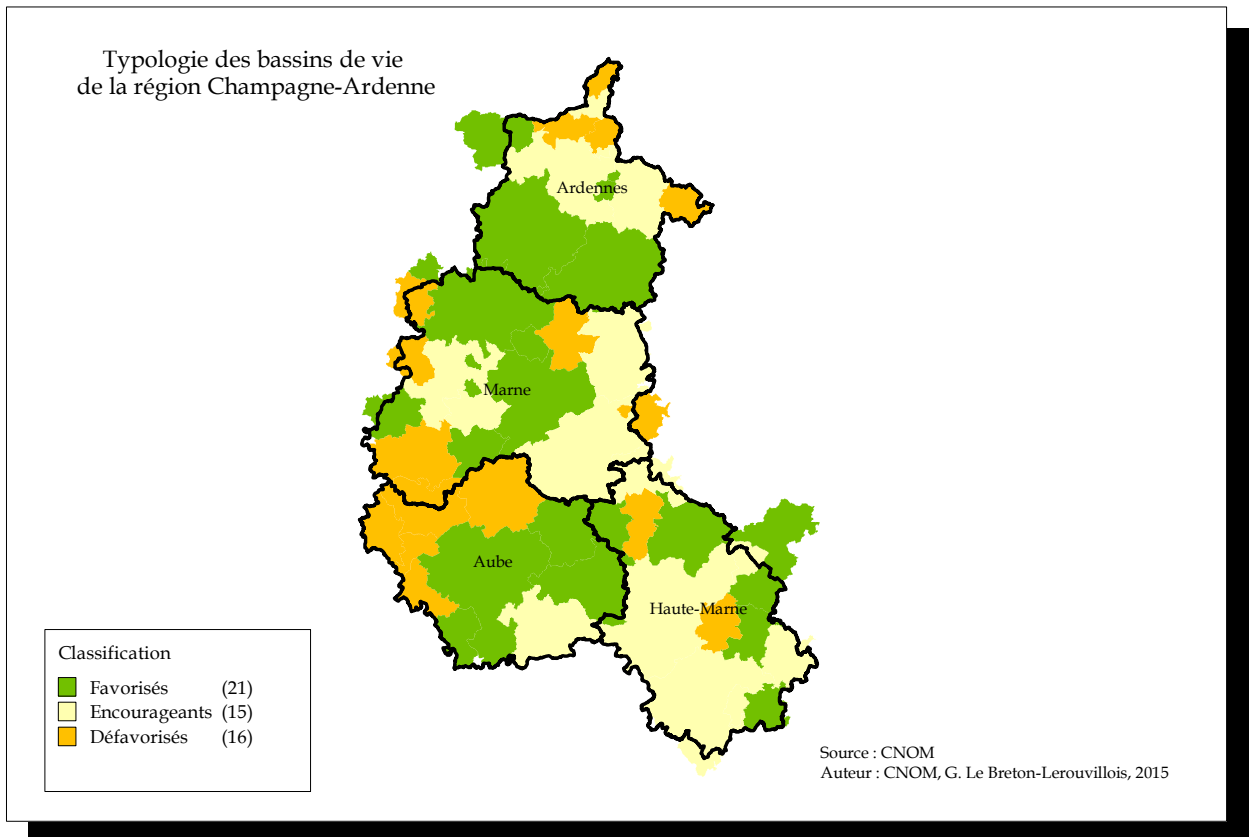 Typologie des bassins de vie
de la région Champagne-Ardenne
Ardennes
Marne
Aube
Haute-Marne
Classification
Favorisés (21)
Encourageants (15)
Défavorisés (16)
Source : CNOM
Auteur : CNOM, G. Le Breton-Lerouvillois, 2015